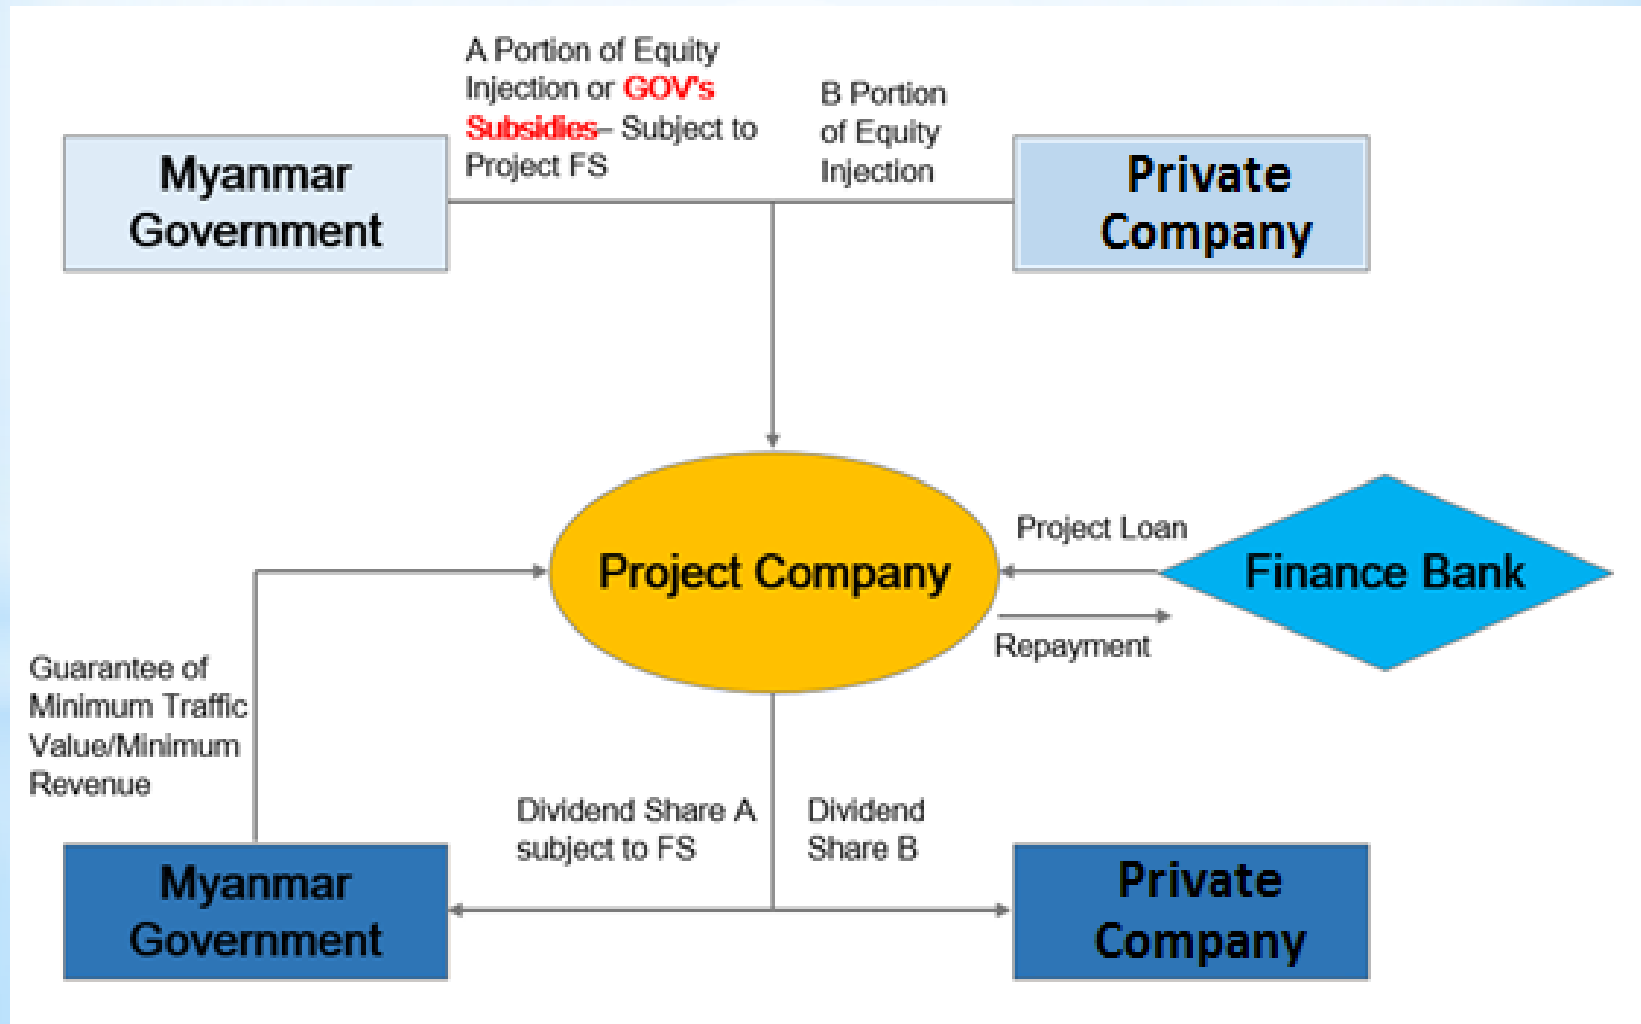 A Portion of Equity
Injection or GOV's
Subsidies– Subject to
Project FS
B Portion
of Equity
Injection
Myanmar
Government
Private
Company
Project Company
Project Loan
Finance Bank
Repayment
Guarantee of
Minimum Traffic
Value/Minimum
Revenue
Dividend Share A
subject to FS
Dividend
Share B
Myanmar
Government
Private
Company